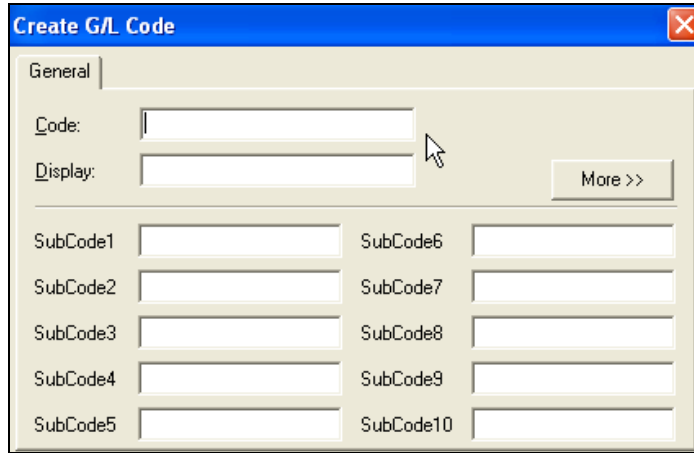 Create G/L Code
General
Code:
Display:
More >>
SubCode1 SubCode6
SubCode2 SubCode7
SubCode3 SubCode8
SubCode4 SubCode9
SubCode5 SubCode10